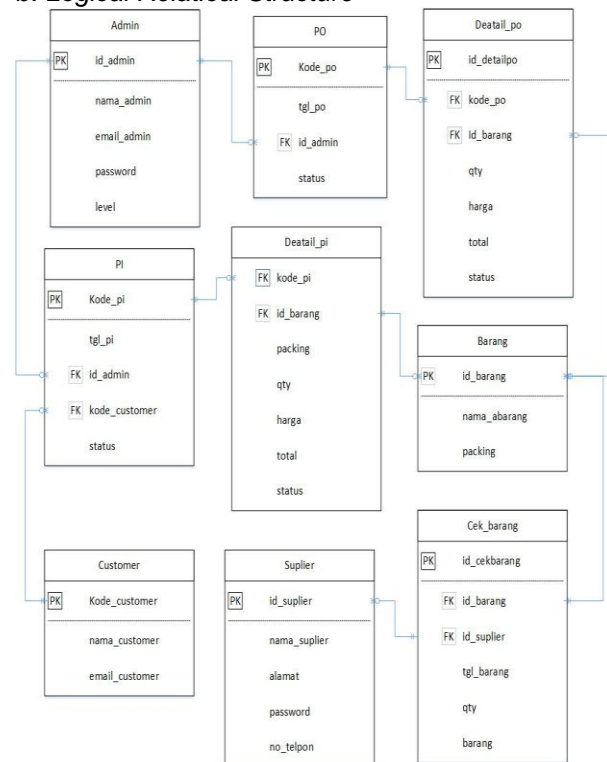 b. Logical Relatical Structure
Admin
PK id_admin
nama_admin
email_admin
password
level
PO
PK Kode_po
tgl_po
FK id_admin
status
Deatail_po
PK id_detailpo
FK kode_po
FK Id_barang
qty
harga
total
status
PI
PK Kode_pi
tgl_pi
FK id_admin
FK kode_customer
status
Deatail_pi
FK kode_pi
FK id_barang
packing
qty
harga
total
status
Barang
PK id_barang
nama_abarang
packing
Customer
PK Kode_customer
nama_customer
email_customer
Suplier
PK id_suplier
nama_suplier
alamat
password
no_telpon
Cek_barang
PK id_cekbarang
FK id_barang
FK id_suplier
tgl_barang
qty
barang